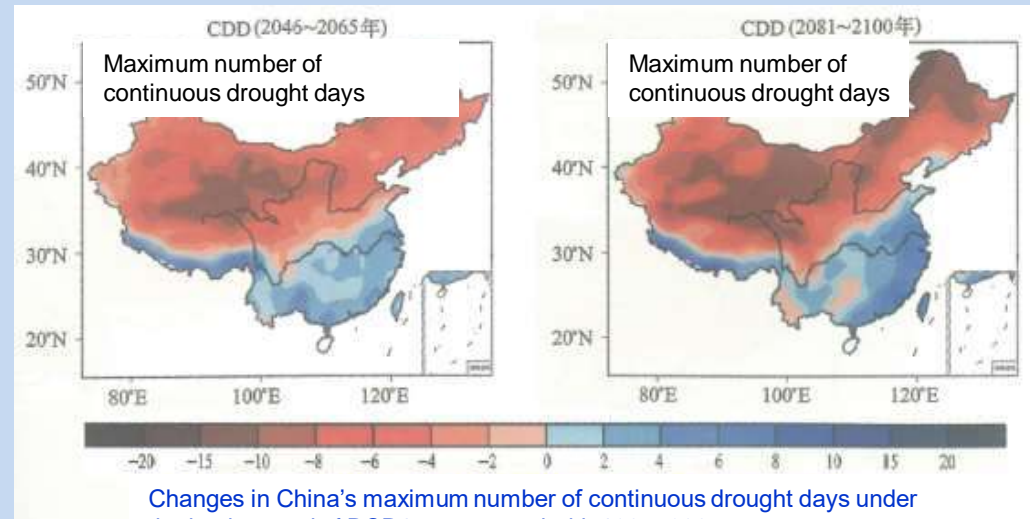 CDD (2046~2065年)
CDD (2081~2100年)
Maximum number of
continuous drought days
Maximum number of
continuous drought days
50°N
40°N
30°N
20°N
50°N
40°N
30°N
20°N
80°E 100°E 120°E
80°E 100°E 120°E
-20 -15 -10 -8 -6 -4 -2 0 2 4 6 8 10 15 20
Changes in China's maximum number of continuous drought days under